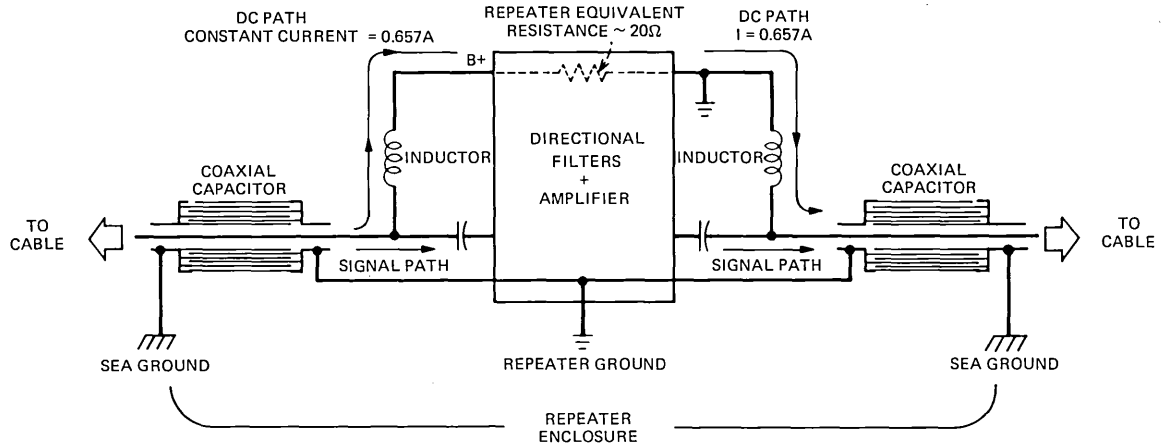 DC PATH
CONSTANT CURRENT = 0.657A
REPEATER EQUIVALENT
RESISTANCE ~ 20Ω
DC PATH
I = 0.657A
B+
INDUCTOR
DIRECTIONAL
FILTERS
+
AMPLIFIER
INDUCTOR
COAXIAL
CAPACITOR
COAXIAL
CAPACITOR
TO
CABLE
SIGNAL PATH
SIGNAL PATH
TO
CABLE
SEA GROUND
REPEATER GROUND
SEA GROUND
REPEATER
ENCLOSURE